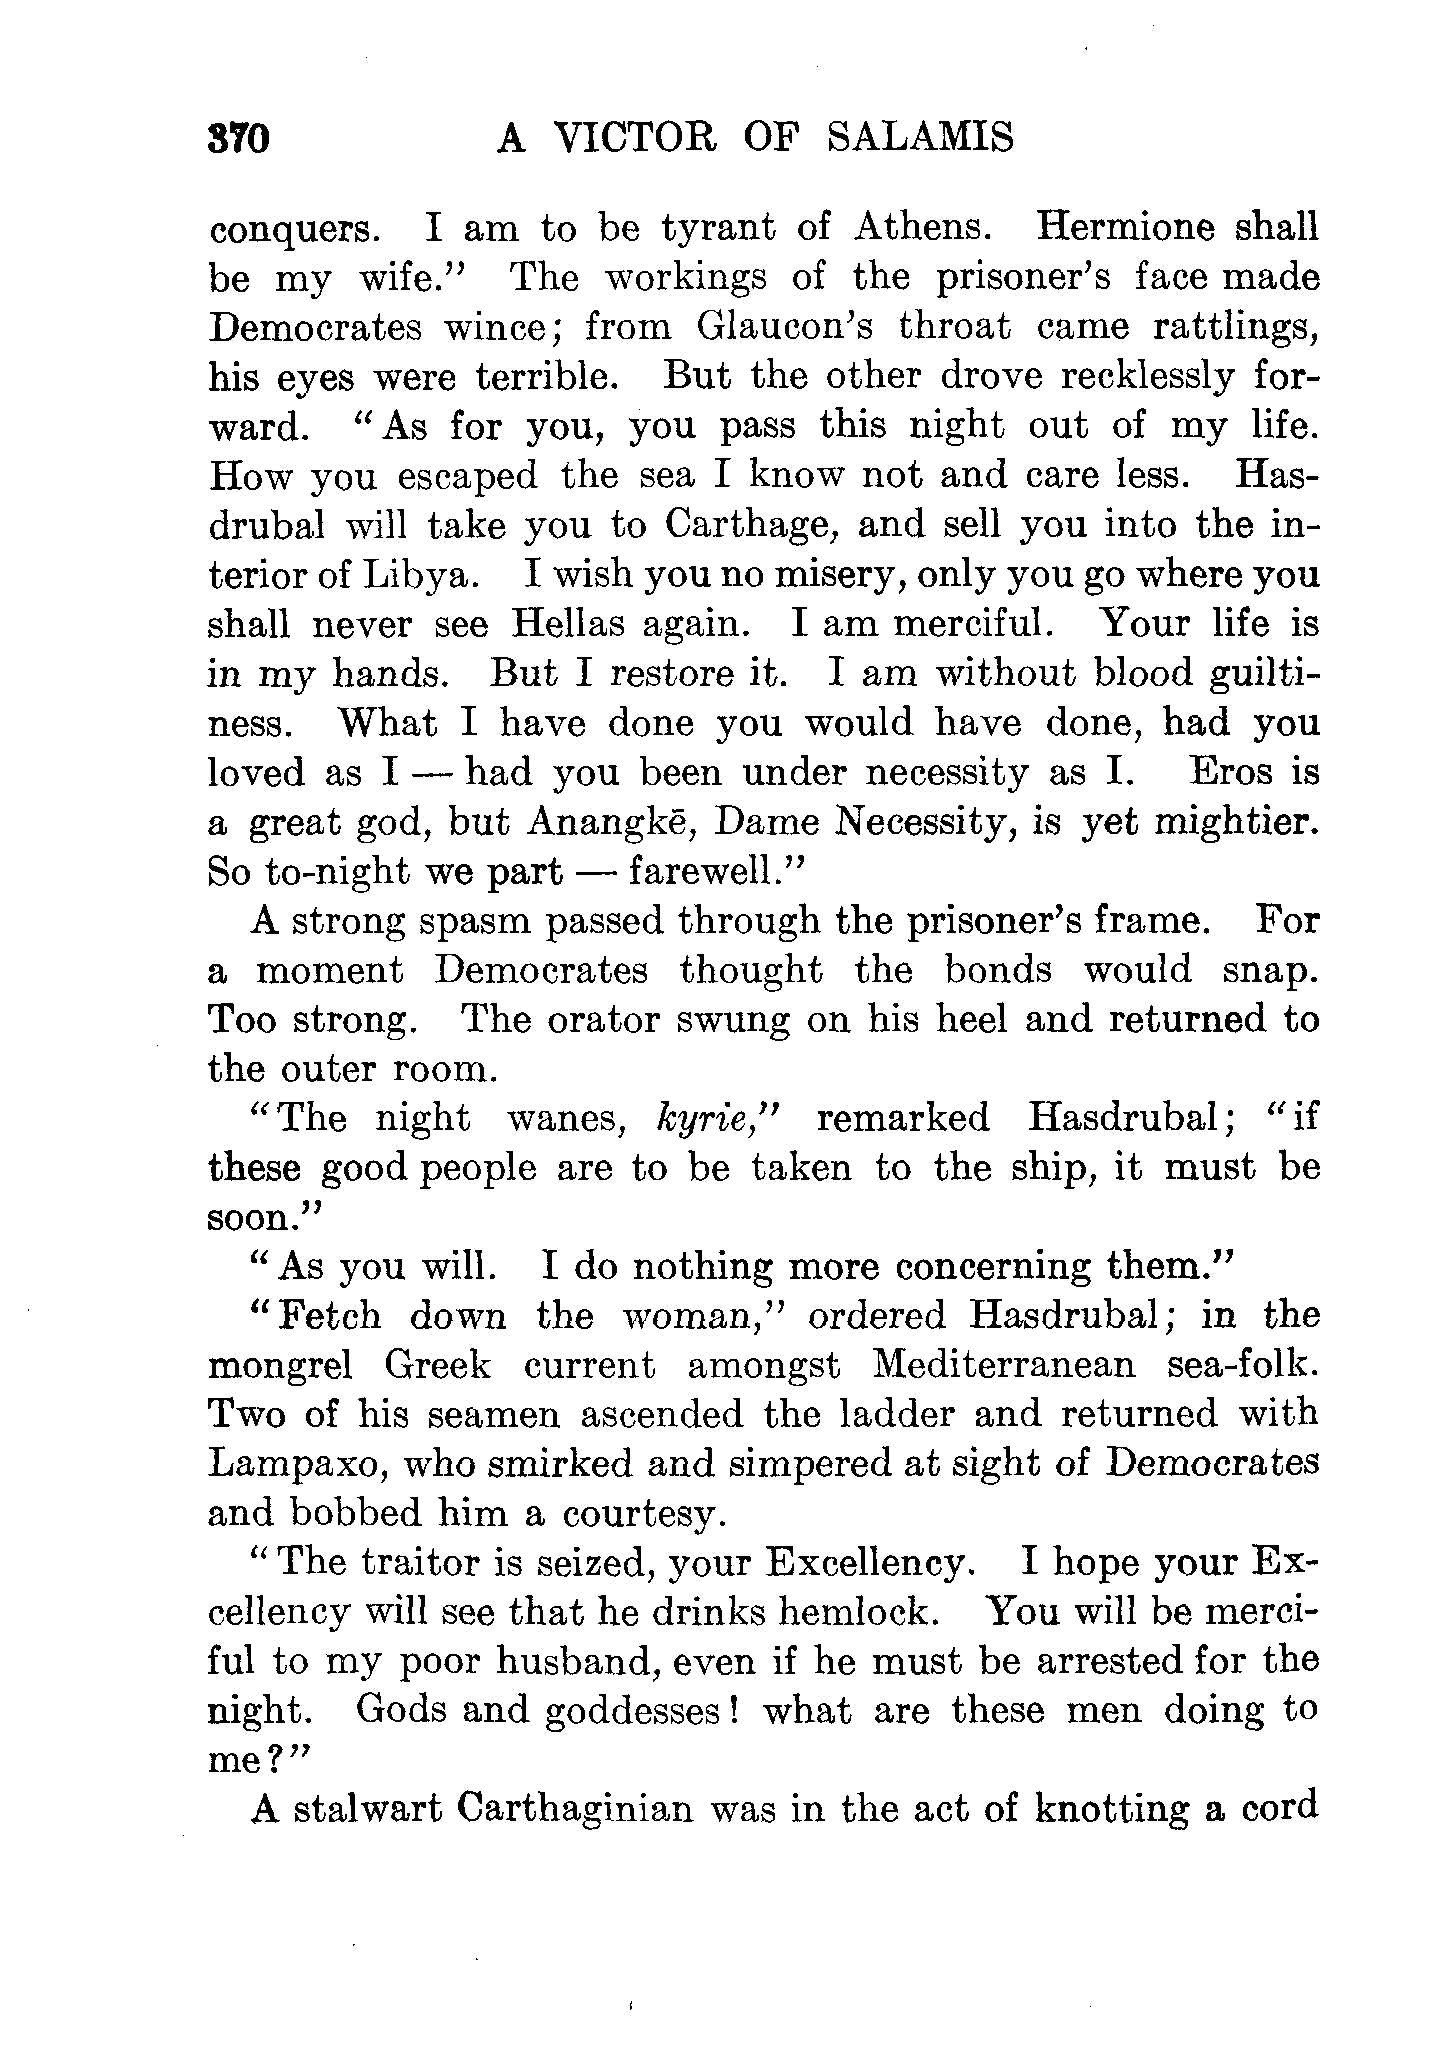 370 A VICTOR OF SALAMIS
conquers. I am to be tyrant of Athens. Hermione shall
be my wife.” The workings of the prisoner’s face made
Democrates wince; from Glaucon’s throat came rattlings,
his eyes were terrible. But the other drove recklessly for-
ward. “As for you, you pass this night out of my life.
How you escaped the sea I know not and care less. Has-
drubal will take you to Carthage, and sell you into the in-
terior of Libya. I wish you no misery, only you go where you
shall never see Hellas again. I am merciful. Your life is
in my hands. But I restore it. I am without blood guilti-
ness. What I have done you would have done, had you
loved as I — had you been under necessity as I. Eros is
a great god, but Anangkē, Dame Necessity, is yet mightier.
So to-night we part — farewell.”
A strong spasm passed through the prisoner’s frame. For
a moment Democrates thought the bonds would snap.
Too strong. The orator swung on his heel and returned to
the outer room.
“The night wanes, kyrie,” remarked Hasdrubal; “if
these good people are to be taken to the ship, it must be
soon.”
“As you will. I do nothing more concerning them.”
“Fetch down the woman,” ordered Hasdrubal; in the
mongrel Greek current amongst Mediterranean sea-folk.
Two of his seamen ascended the ladder and returned with
Lampaxo, who smirked and simpered at sight of Democrates
and bobbed him a courtesy.
“The traitor is seized, your Excellency. I hope your Ex-
cellency will see that he drinks hemlock. You will be merci-
ful to my poor husband, even if he must be arrested for the
night. Gods and goddesses! what are these men doing to
me?”
A stalwart Carthaginian was in the act of knotting a cord